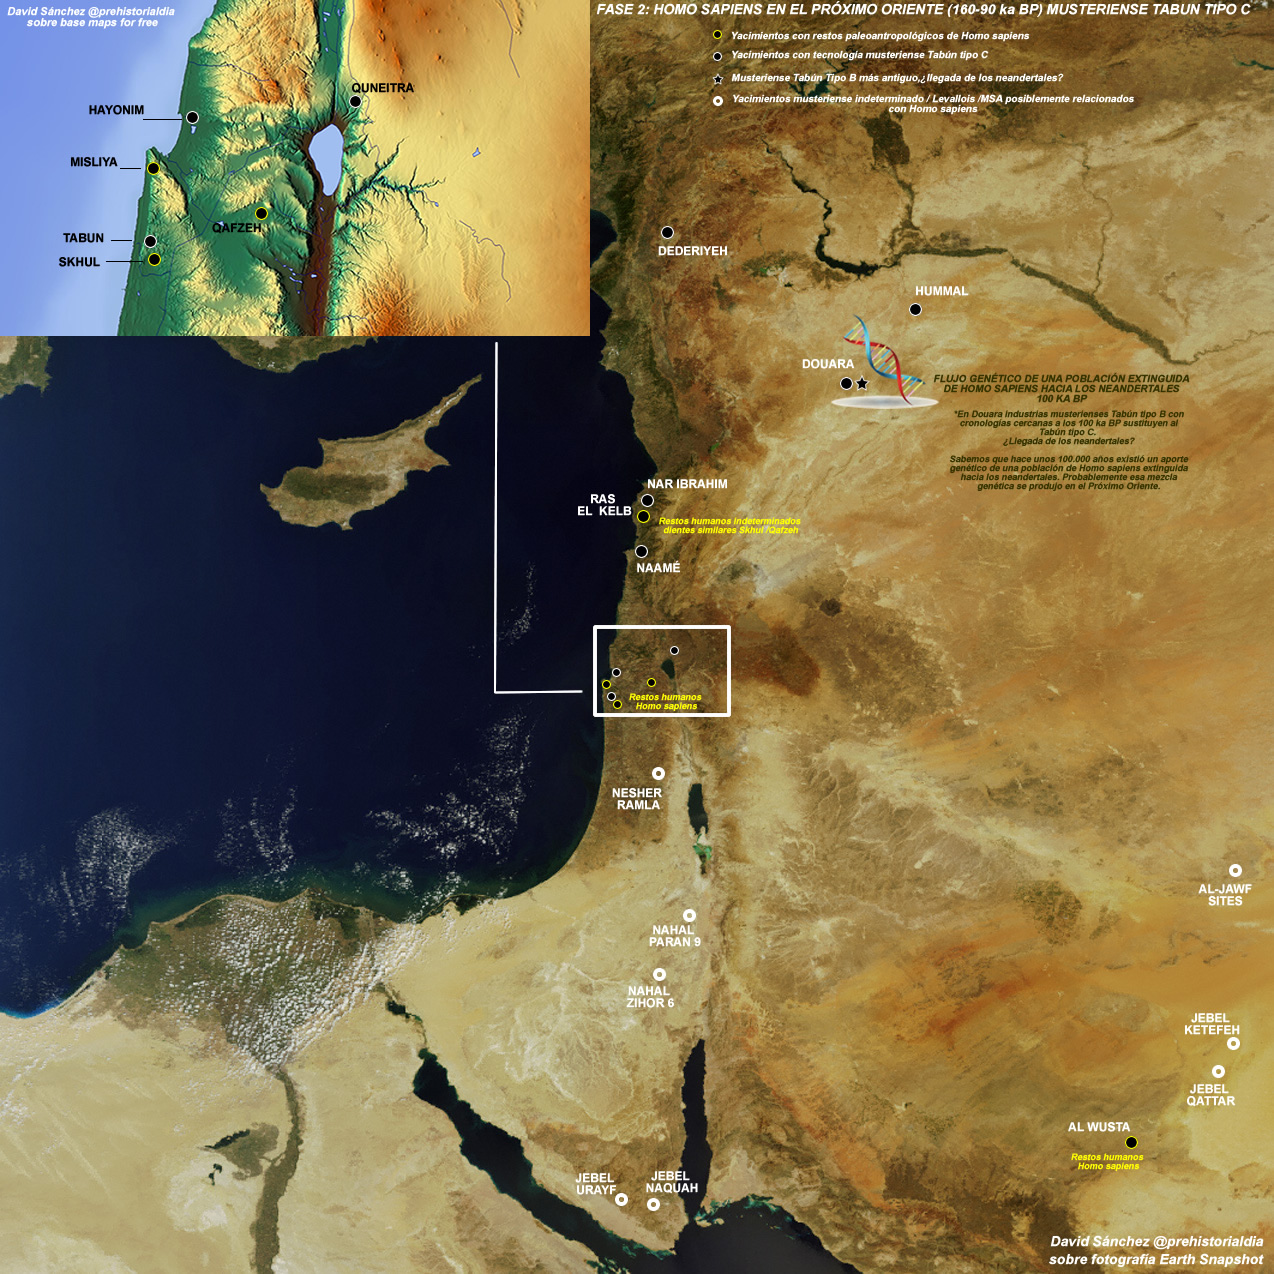 David Sánchez @prehistorialdia
sobre base maps for free
FASE 2: HOMO SAPIENS EN EL PRÓXIMO ORIENTE (160-90 ka BP) MUSTERIENSE TABUN TIPO C
Yacimientos con restos paleoantropológicos de Homo sapiens
Yacimientos con tecnología musteriense Tabún tipo C
Musteriense Tabún Tipo B más antiguo,¿llegada de los neandertales?
Yacimientos musteriense indeterminado / Levallois /MSA posiblemente relacionados
con Homo sapiens
QUNEITRA
HAYONIM
MISLIYA
QAFZEH
TABUN
SKHUL
DEDERIYEH
HUMMAL
DOUARA
FLUJO GENÉTICO DE UNA POBLACIÓN EXTINGUIDA
DE HOMO SAPIENS HACIA LOS NEANDERTALES
100 KA BP
*En Douara industrias musterienses Tabún tipo B con
cronologías cercanas a los 100 ka BP sustituyen al
Tabún tipo C.
¿Llegada de los neandertales?
Sabemos que hace unos 100.000 años existió un aporte
genético de una población de Homo sapiens extinguida
hacia los neandertales. Probablemente esa mezcla
genética se produjo en el Próximo Oriente.
NAR IBRAHIM
RAS
EL KELB
Restos humanos indeterminados
dientes similares Skhul /Qafzeh
NAAMÉ
Restos humanos
Homo sapiens
NESHER
RAMLA
AL-JAWF
SITES
NAHAL
PARAN 9
NAHAL
ZIHOR 6
JEBEL
KETEFEH
JEBEL
QATTAR
AL WUSTA
Restos humanos
Homo sapiens
JEBEL
URAYF
JEBEL
NAQUAH
David Sánchez @prehistorialdia
sobre fotografía Earth Snapshot